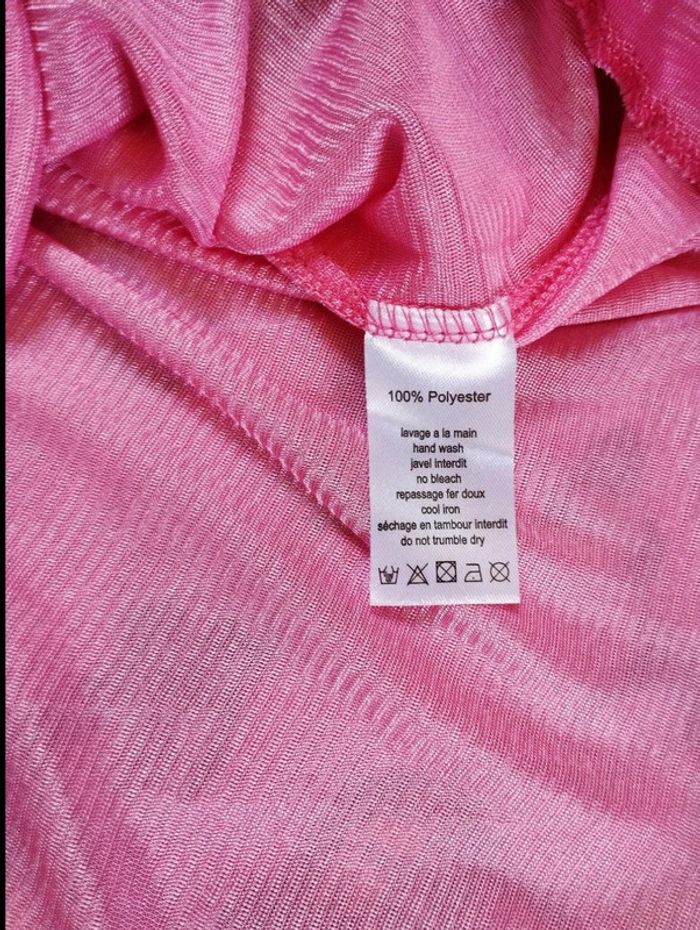 100% Polyester
lavage a la main
hand wash
javel interdit
no bleach
repassage fer doux
cool iron
séchage en tambour interdit
do not trumble dry